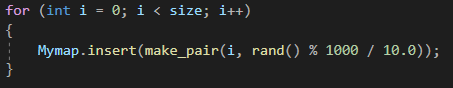 for (int i = 0; i < size; i++)
{
Mymap.insert(make_pair(i, rand() % 1000 / 10.0));
}